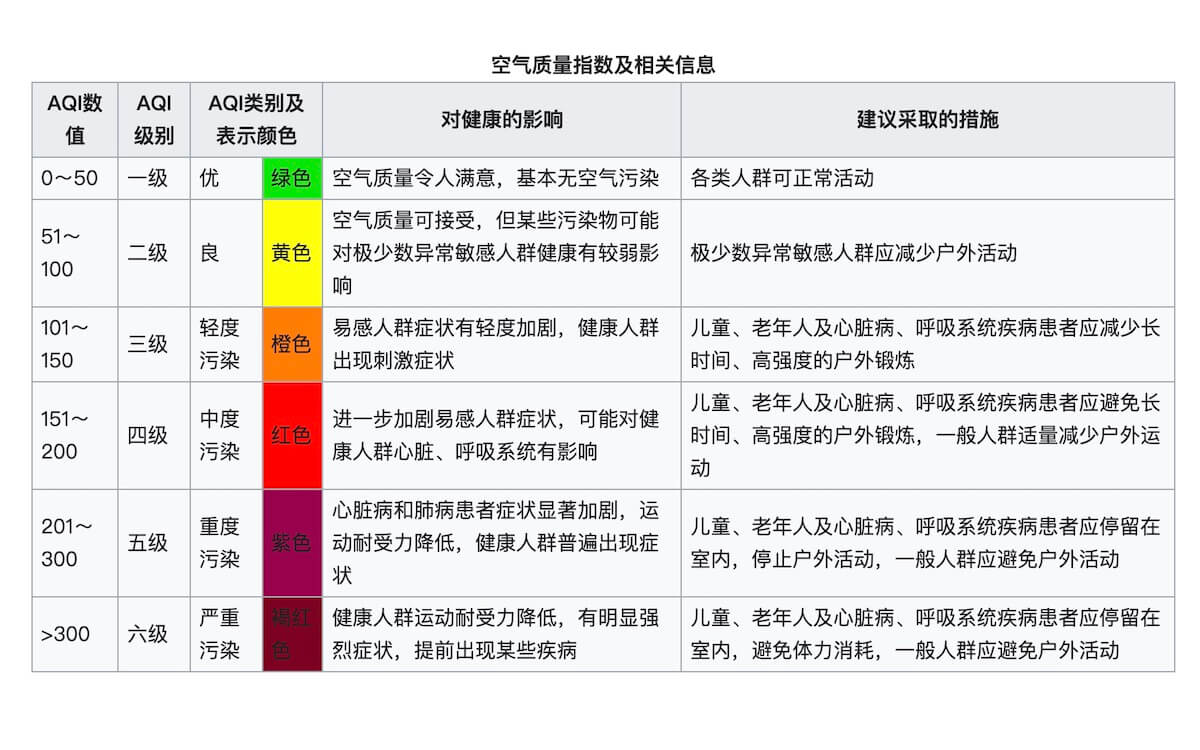 空气质量指数及相关信息
AQI数值 AQI级别 AQI类别及表示颜色 对健康的影响 建议采取的措施
0～50 一级 优 绿色 空气质量令人满意，基本无空气污染 各类人群可正常活动
51～100 二级 良 黄色 空气质量可接受，但某些污染物可能对极少数异常敏感人群健康有较弱影响 极少数异常敏感人群应减少户外活动
101～150 三级 轻度污染 橙色 易感人群症状有轻度加剧，健康人群出现刺激症状 儿童、老年人及心脏病、呼吸系统疾病患者应减少长时间、高强度的户外锻炼
151～200 四级 中度污染 红色 进一步加剧易感人群症状，可能对健康人群心脏、呼吸系统有影响 儿童、老年人及心脏病、呼吸系统疾病患者应避免长时间、高强度的户外锻炼，一般人群适量减少户外运动
201～300 五级 重度污染 紫色 心脏病和肺病患者症状显著加剧，运动耐受力降低，健康人群普遍出现症状 儿童、老年人及心脏病、呼吸系统疾病患者应停留在室内，停止户外活动，一般人群应避免户外活动
>300 六级 严重污染 褐红色 健康人群运动耐受力降低，有明显强烈症状，提前出现某些疾病 儿童、老年人及心脏病、呼吸系统疾病患者应停留在室内，避免体力消耗，一般人群应避免户外活动